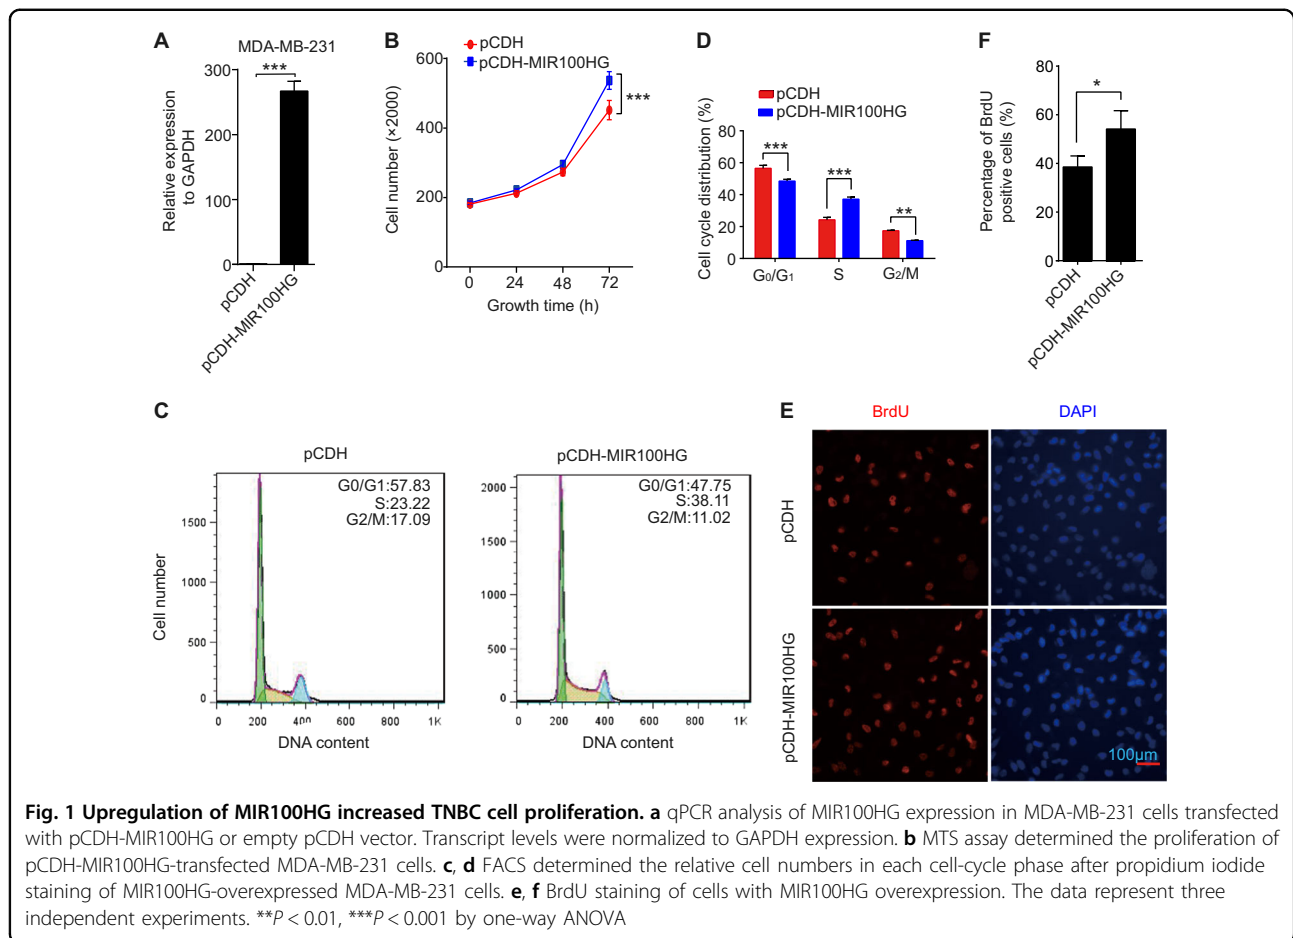 A
MDA-MB-231
***
300
200
100
0
Relative expression
to GAPDH
pCDH
pCDH-MIR100HG
B
pCDH
pCDH-MIR100HG
600
400
200
0
Cell number (×2000)
***
0 24 48 72
Growth time (h)
D
pCDH
pCDH-MIR100HG
80
60
40
20
0
Cell cycle distribution (%)
***
***
**
G0/G1 S G2/M
F
80
60
40
20
0
Percentage of BrdU
positive cells (%)
*
pCDH
pCDH-MIR100HG
C
pCDH
G0/G1:57.83
S:23.22
G2/M:17.09
1500
1000
500
0
Cell number
0 200 400 600 800 1K
DNA content
pCDH-MIR100HG
G0/G1:47.75
S:38.11
G2/M:11.02
2000
1500
1000
500
0
0 200 400 600 800 1K
DNA content
E
BrdU DAPI
pCDH
pCDH-MIR100HG
100μm
Fig. 1 Upregulation of MIR100HG increased TNBC cell proliferation. a qPCR analysis of MIR100HG expression in MDA-MB-231 cells transfected
with pCDH-MIR100HG or empty pCDH vector. Transcript levels were normalized to GAPDH expression. b MTS assay determined the proliferation of
pCDH-MIR100HG-transfected MDA-MB-231 cells. c, d FACS determined the relative cell numbers in each cell-cycle phase after propidium iodide
staining of MIR100HG-overexpressed MDA-MB-231 cells. e, f BrdU staining of cells with MIR100HG overexpression. The data represent three
independent experiments. **P < 0.01, ***P < 0.001 by one-way ANOVA